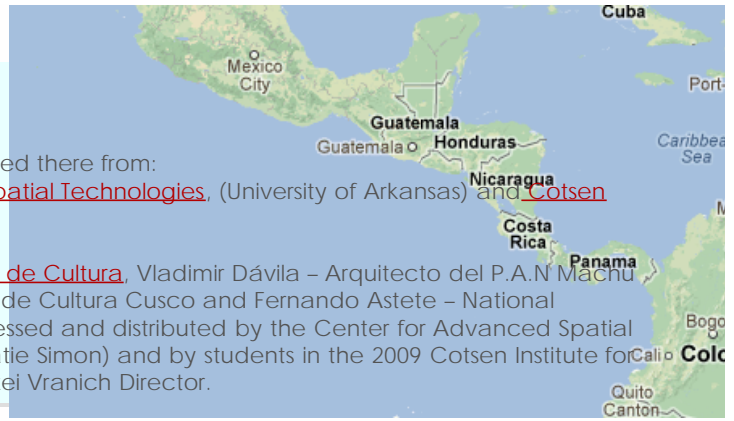 Cuba
Mexico
City
Port-
Guatemala
Guatemala Honduras
Caribbea
Sea
ed there from:
Nicaragua
patial Technologies, (University of Arkansas) and Cotsen
Costa
Rica
Panama
de Cultura, Vladimir Dávila – Arquitecto del P.A.N Machu
de Cultura Cusco and Fernando Astete – National
Bogo
essed and distributed by the Center for Advanced Spatial
atie Simon) and by students in the 2009 Cotsen Institute for
Cali Colo
ei Vranich Director.
Quito
Canton